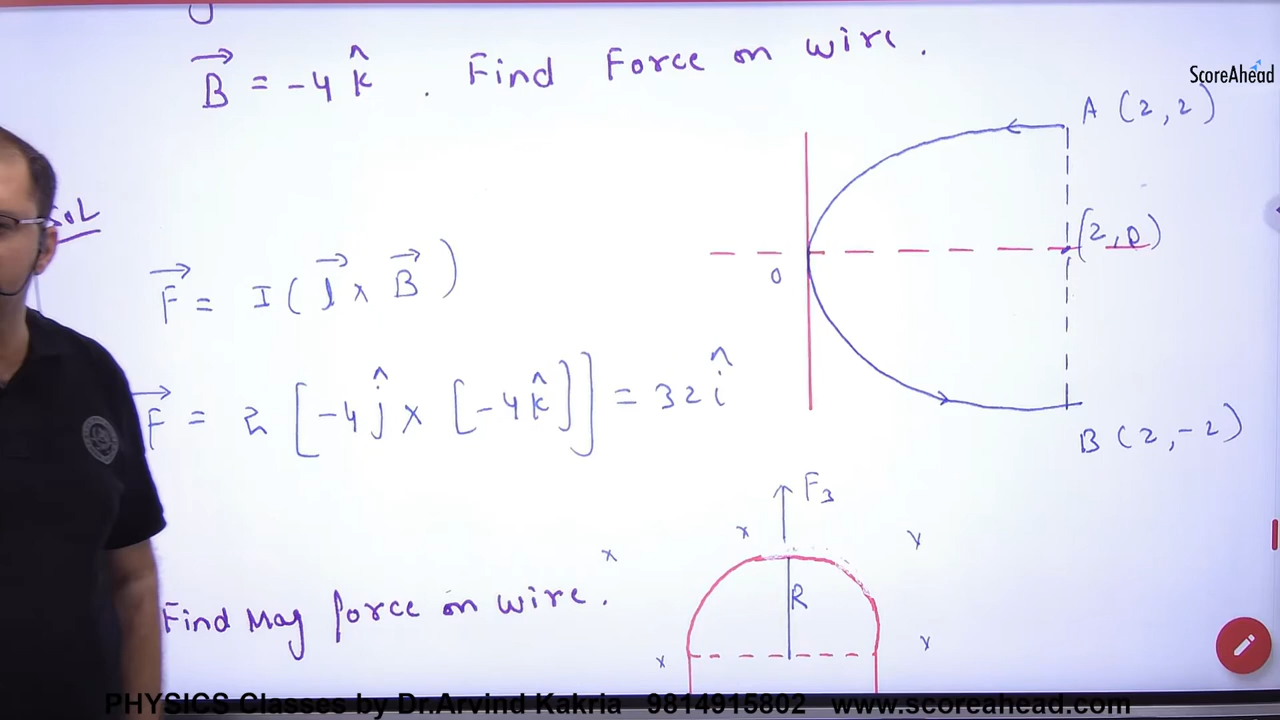 B = -4 k . Find Force on wire.
ScoreAhead
A (2, 2)
Sol
(2, 0)
0
F = I ( l x B )
F = 2 [ -4 j x [ -4 k ] ] = 32 i
B (2, -2)
F3
x x x
R
Find Mag force on wire.
x x
PHYSICS Classes by Dr.Arvind Kakria 9814915802 www.scoreahead.com